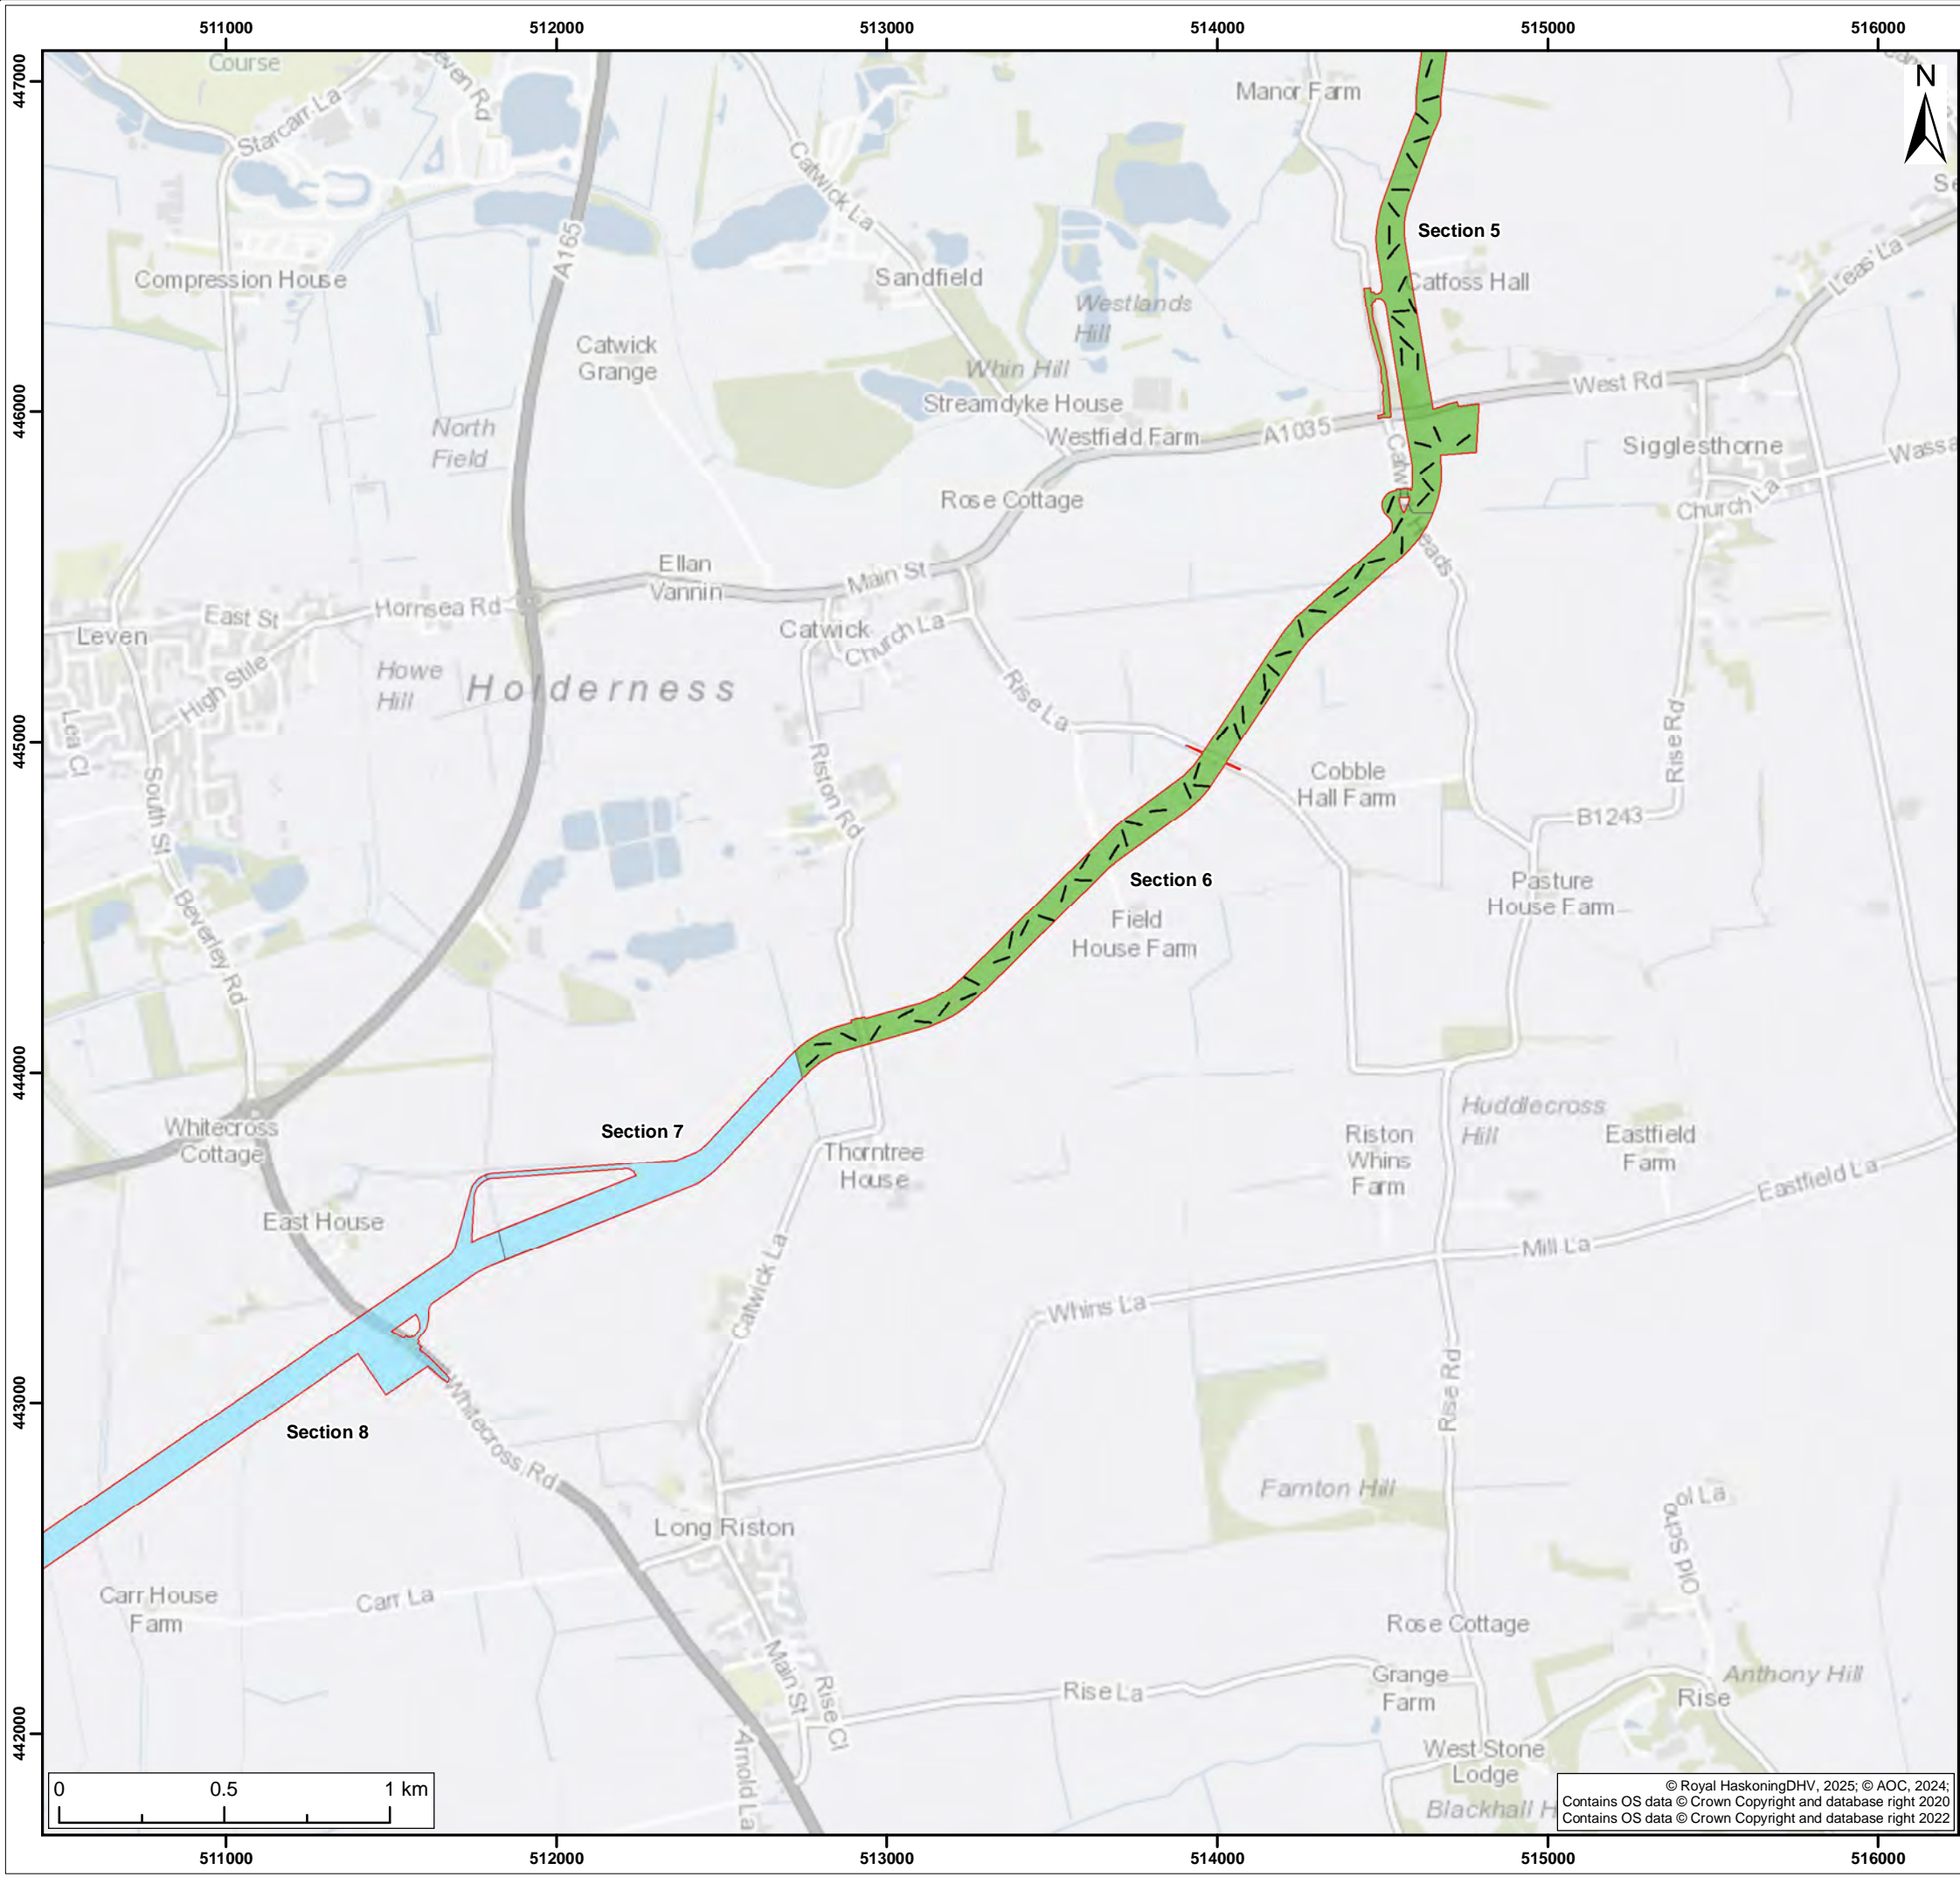 511000
512000
513000
514000
515000
516000
447000
446000
445000
444000
443000
442000
N
Course
Starcarr La
A165
Catwick La
Manor Farm
Section 5
Compression House
Sandfield
Westlands
Hill
Catfoss Hall
Leas La
Catwick
Grange
Whin Hill
Streamdyke House
Westfield Farm
A1035
West Rd
North
Field
Sigglesthorne
Rose Cottage
Church La
Ellan
Vannin
Main St
East St
Hornsea Rd
Leven
Catwick
Church La
Howe
Hill
High Stile
Holderness
Rise La
Lea Cl
South St
Riston Rd
Rise Rd
Cobble
Hall Farm
B1243
Section 6
Pasture
House Farm
Field
House Farm
Beverley Rd
Whitecross
Cottage
Section 7
Thorntree
House
Huddlecross
Hill
Riston
Whins
Farm
Eastfield
Farm
Eastfield La
East House
Mill La
Catwick La
Whins La
Rise Rd
Section 8
Whitecross Rd
Farnton Hill
Old School La
Long Riston
Carr House
Farm
Carr La
Main St
Rise Cl
Rise La
Rose Cottage
Grange
Farm
Anthony Hill
Rise
Arnold La
West Stone
Lodge
Blackhall H
0 0.5 1 km
© Royal HaskoningDHV, 2025; © AOC, 2024;
Contains OS data © Crown Copyright and database right 2020
Contains OS data © Crown Copyright and database right 2022
511000
512000
513000
514000
515000
516000